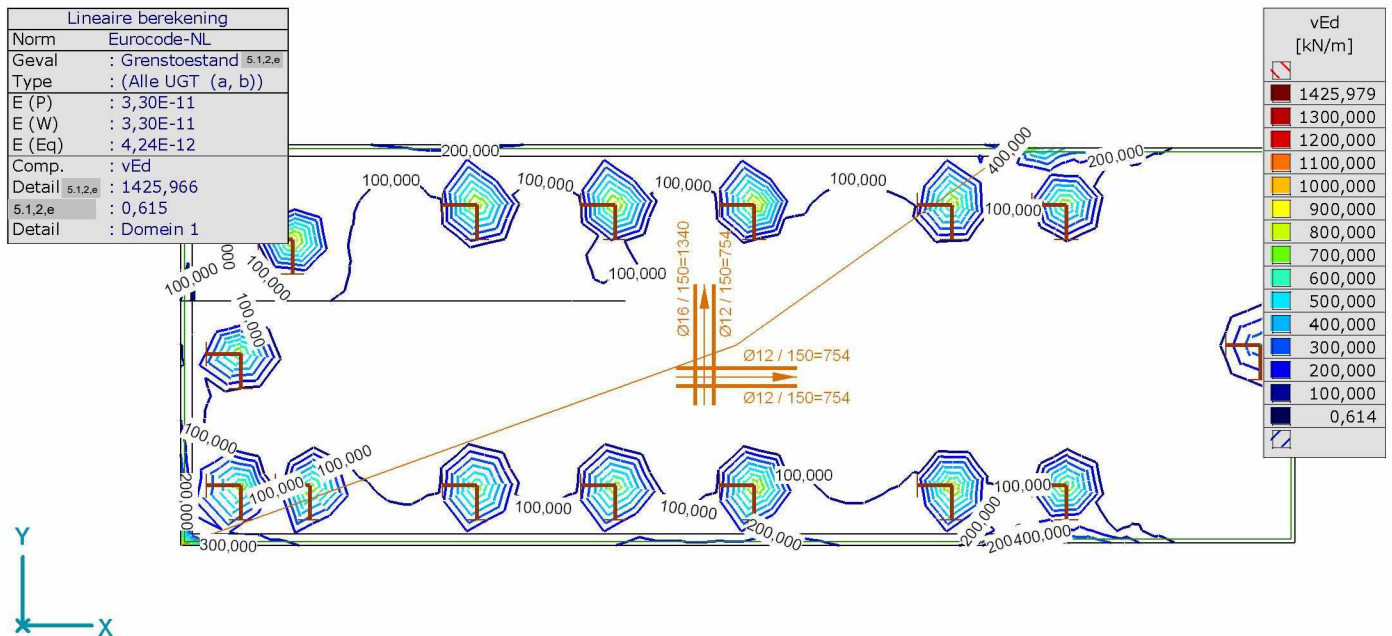 Lineaire berekening
Norm Eurocode-NL
Geval : Grenstoestand 5.1,2,e
Type : (Alle UGT (a, b))
E (P) : 3,30E-11
E (W) : 3,30E-11
E (Eq) : 4,24E-12
Comp. : vEd
Detail 5.1,2,e : 1425,966
5.1,2,e : 0,615
Detail : Domein 1
vEd
[kN/m]
1425,979
1300,000
1200,000
1100,000
1000,000
900,000
800,000
700,000
600,000
500,000
400,000
300,000
200,000
100,000
0,614
200,000
400,000
200,000
100,000
100,000
100,000
100,000
100,000
100,000
100,000
100,000
100,000
Ø16 / 150=1340
Ø12 / 150=754
Ø12 / 150=754
Ø12 / 150=754
100,000
100,000
100,000
100,000
200,000
100,000
100,000
100,000
100,000
200,000
200,000
400,000
300,000
Y
X